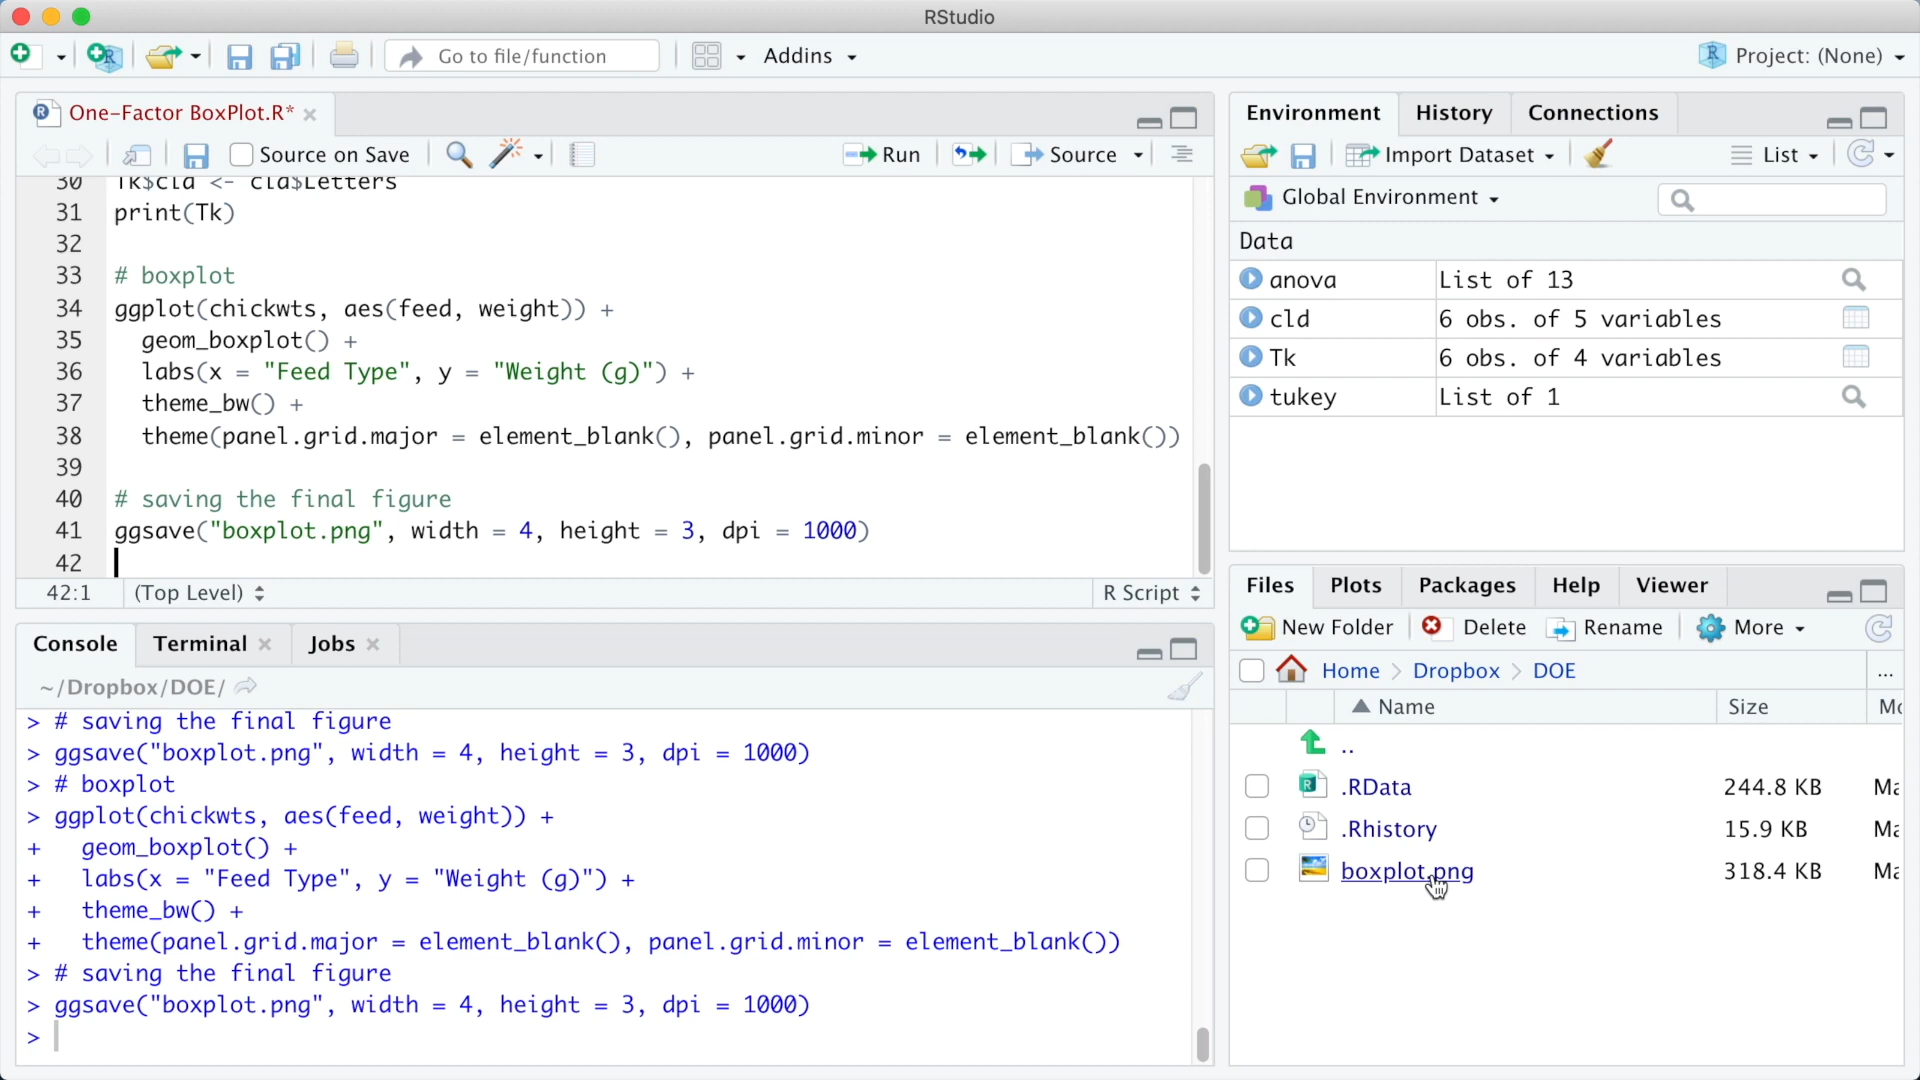 RStudio
Go to file/function
Addins
Project: (None)
One-Factor BoxPlot.R*
Source on Save
Run
Source
30 Tk$cld <- cld$Letters
31 print(Tk)
32
33 # boxplot
34 ggplot(chickwts, aes(feed, weight)) +
35 geom_boxplot() +
36 labs(x = "Feed Type", y = "Weight (g)") +
37 theme_bw() +
38 theme(panel.grid.major = element_blank(), panel.grid.minor = element_blank())
39
40 # saving the final figure
41 ggsave("boxplot.png", width = 4, height = 3, dpi = 1000)
42
42:1 (Top Level) R Script
Console Terminal Jobs
~/Dropbox/DOE/
> # saving the final figure
> ggsave("boxplot.png", width = 4, height = 3, dpi = 1000)
> # boxplot
> ggplot(chickwts, aes(feed, weight)) +
+ geom_boxplot() +
+ labs(x = "Feed Type", y = "Weight (g)") +
+ theme_bw() +
+ theme(panel.grid.major = element_blank(), panel.grid.minor = element_blank())
> # saving the final figure
> ggsave("boxplot.png", width = 4, height = 3, dpi = 1000)
>
Environment History Connections
Import Dataset List
Global Environment
Data
anova List of 13
cld 6 obs. of 5 variables
Tk 6 obs. of 4 variables
tukey List of 1
Files Plots Packages Help Viewer
New Folder Delete Rename More
Home > Dropbox > DOE ...
Name Size
..
.RData 244.8 KB Ma
.Rhistory 15.9 KB Ma
boxplot.png 318.4 KB Ma